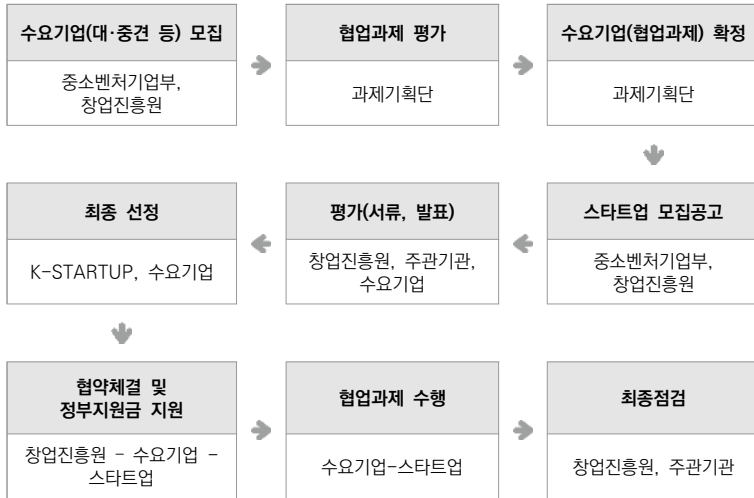 수요기업(대·중견 등) 모집
중소벤처기업부,
창업진흥원
협업과제 평가
과제기획단
수요기업(협업과제) 확정
과제기획단
스타트업 모집공고
중소벤처기업부,
창업진흥원
평가(서류, 발표)
창업진흥원, 주관기관,
수요기업
최종 선정
K-STARTUP, 수요기업
협약체결 및
정부지원금 지원
창업진흥원 - 수요기업 -
스타트업
협업과제 수행
수요기업-스타트업
최종점검
창업진흥원, 주관기관